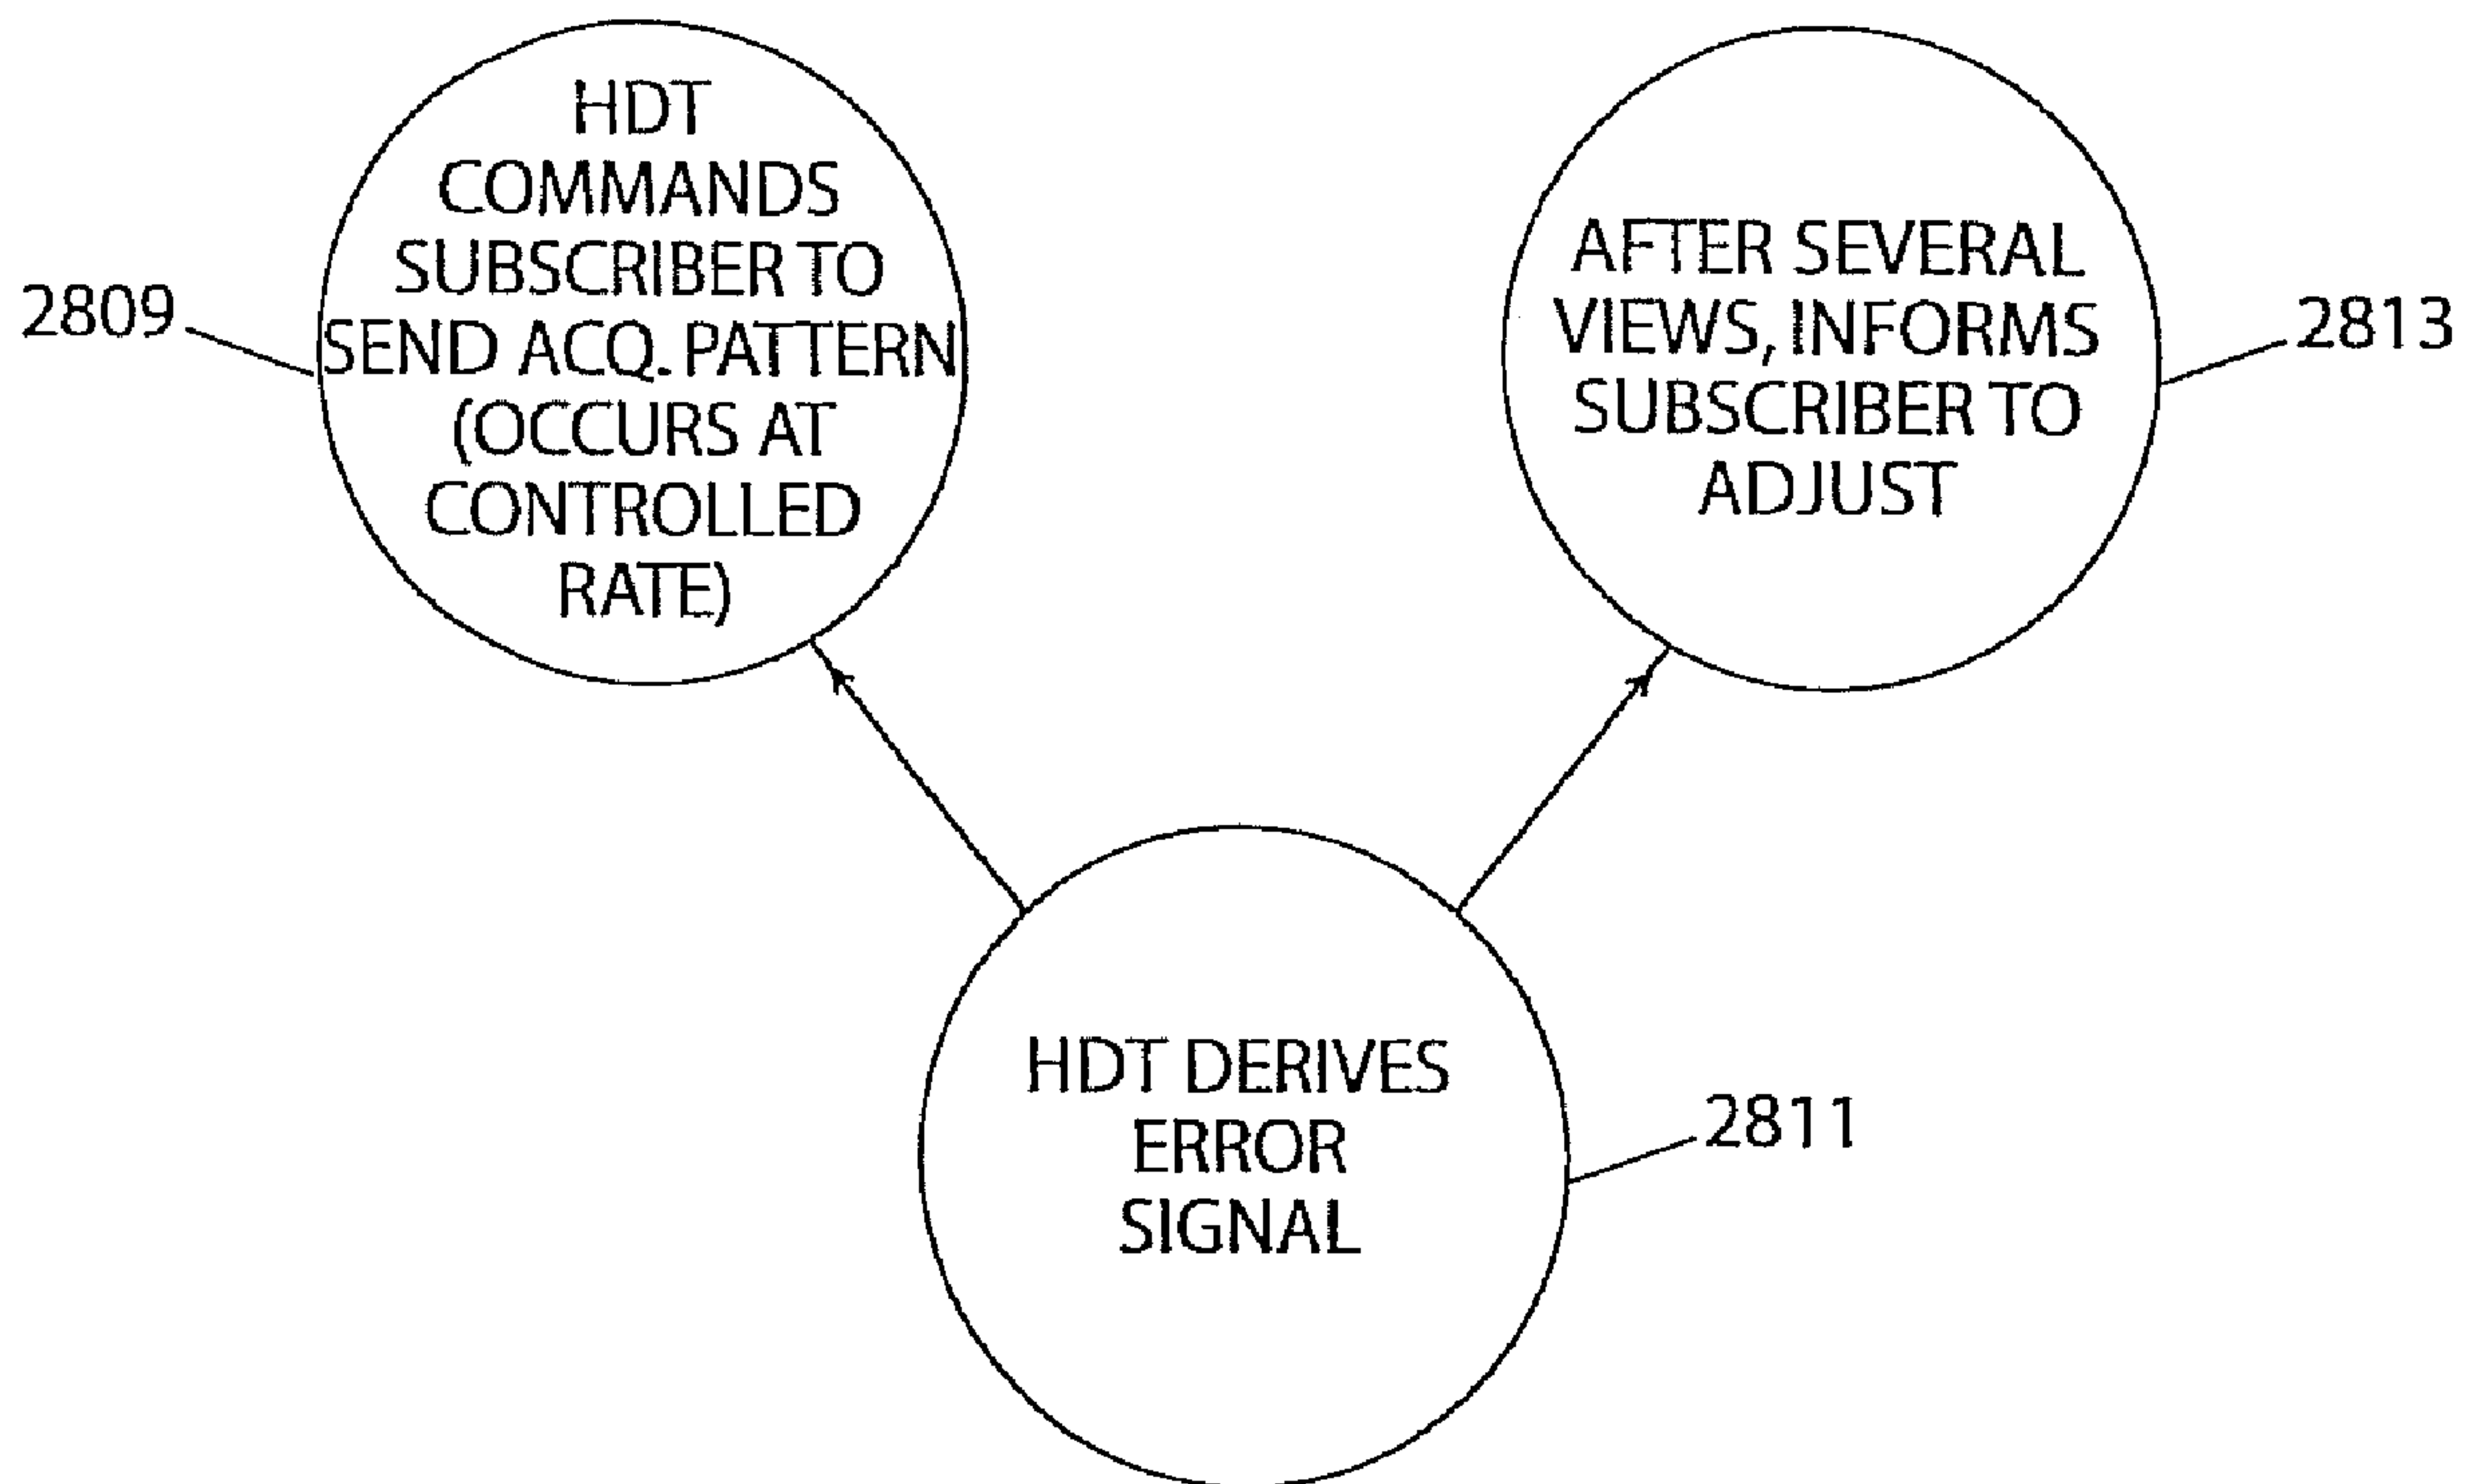 HDT
COMMANDS
SUBSCRIBER TO
SEND ACQ. PATTERN
(OCCURS AT
CONTROLLED
RATE)
2809
AFTER SEVERAL
VIEWS, INFORMS
SUBSCRIBER TO
ADJUST
2813
HDT DERIVES
ERROR
SIGNAL
2811